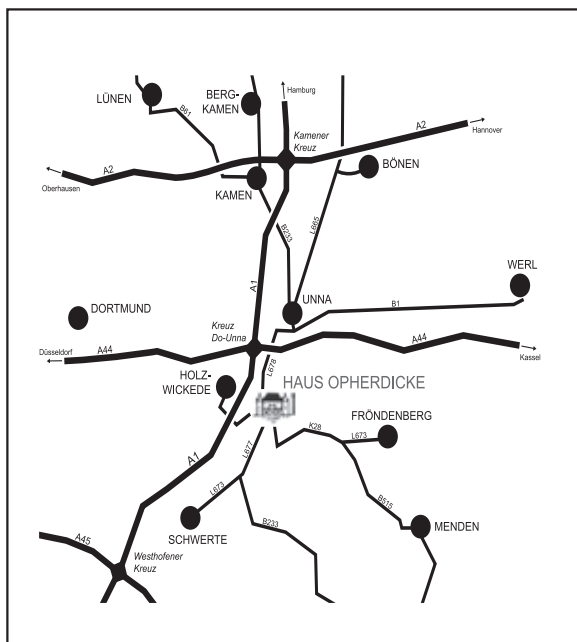 Hamburg
LÜNEN
BERG-
KAMEN
B61
A2
Hannover
Kamener
Kreuz
A2
BÖNEN
Oberhausen
KAMEN
B233
L665
WERL
A1
UNNA
B1
DORTMUND
Kreuz
Do-Unna
A44
Düsseldorf
A44
Kassel
L678
HOLZ-
WICKEDE
HAUS OPHERDICKE
FRÖNDENBERG
K28
L673
A1
L677
L673
B515
SCHWERTE
B233
MENDEN
A45
Westhofener
Kreuz